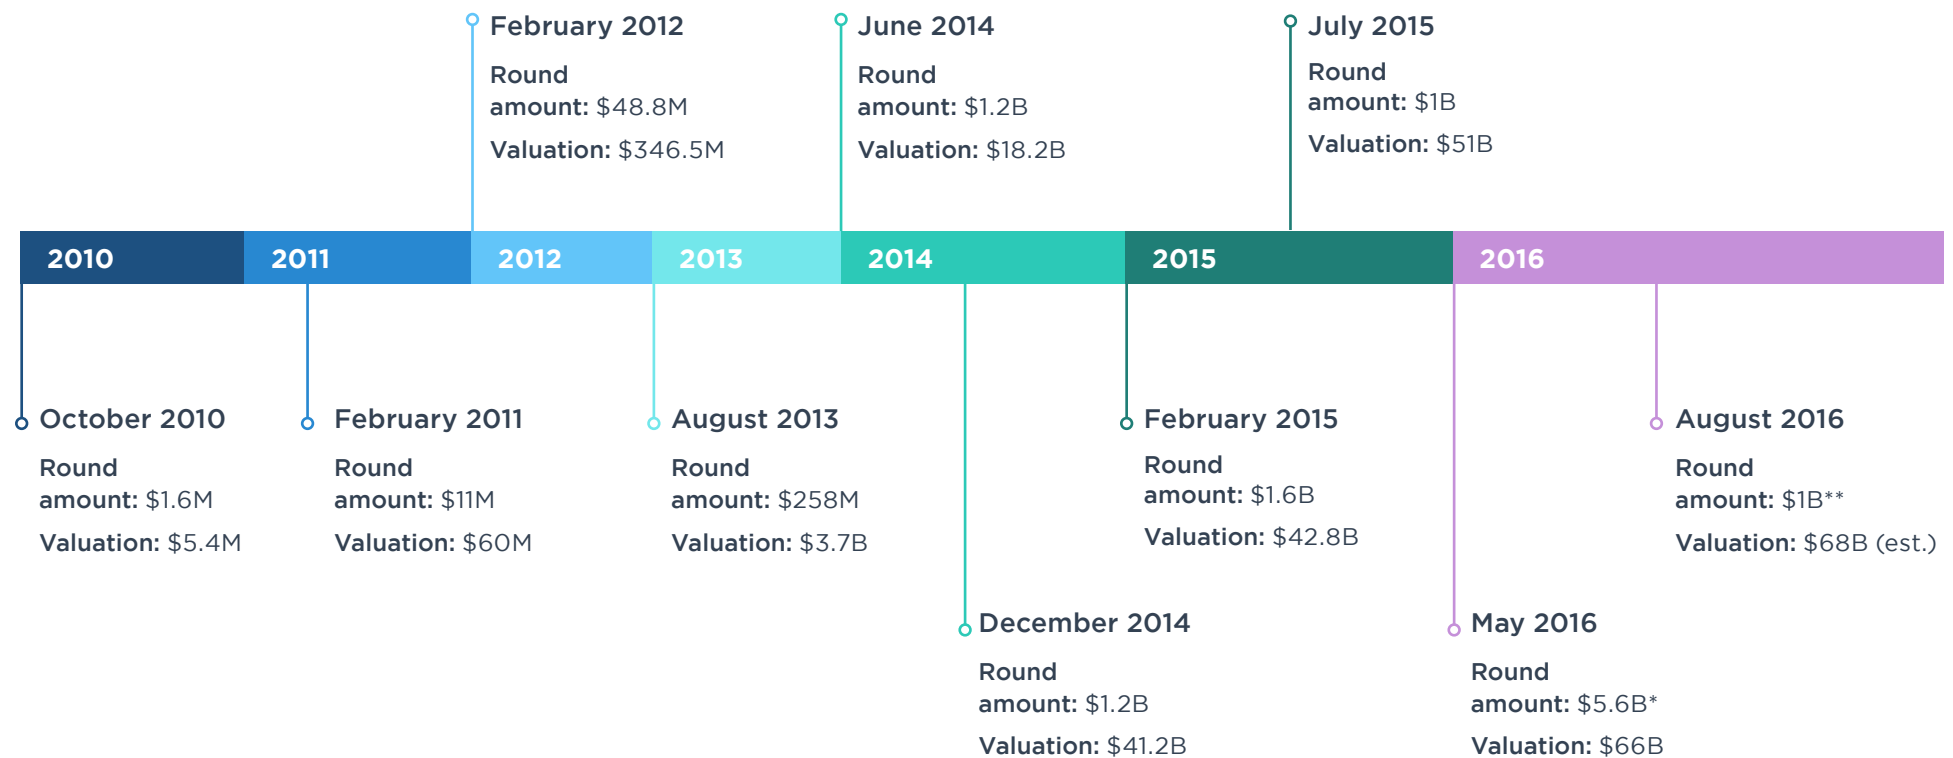 February 2012
Round
amount: $48.8M
Valuation: $346.5M
June 2014
Round
amount: $1.2B
Valuation: $18.2B
July 2015
Round
amount: $1B
Valuation: $51B
2010
2011
2012
2013
2014
2015
2016
October 2010
Round
amount: $1.6M
Valuation: $5.4M
February 2011
Round
amount: $11M
Valuation: $60M
August 2013
Round
amount: $258M
Valuation: $3.7B
February 2015
Round
amount: $1.6B
Valuation: $42.8B
August 2016
Round
amount: $1B**
Valuation: $68B (est.)
December 2014
Round
amount: $1.2B
Valuation: $41.2B
May 2016
Round
amount: $5.6B*
Valuation: $66B